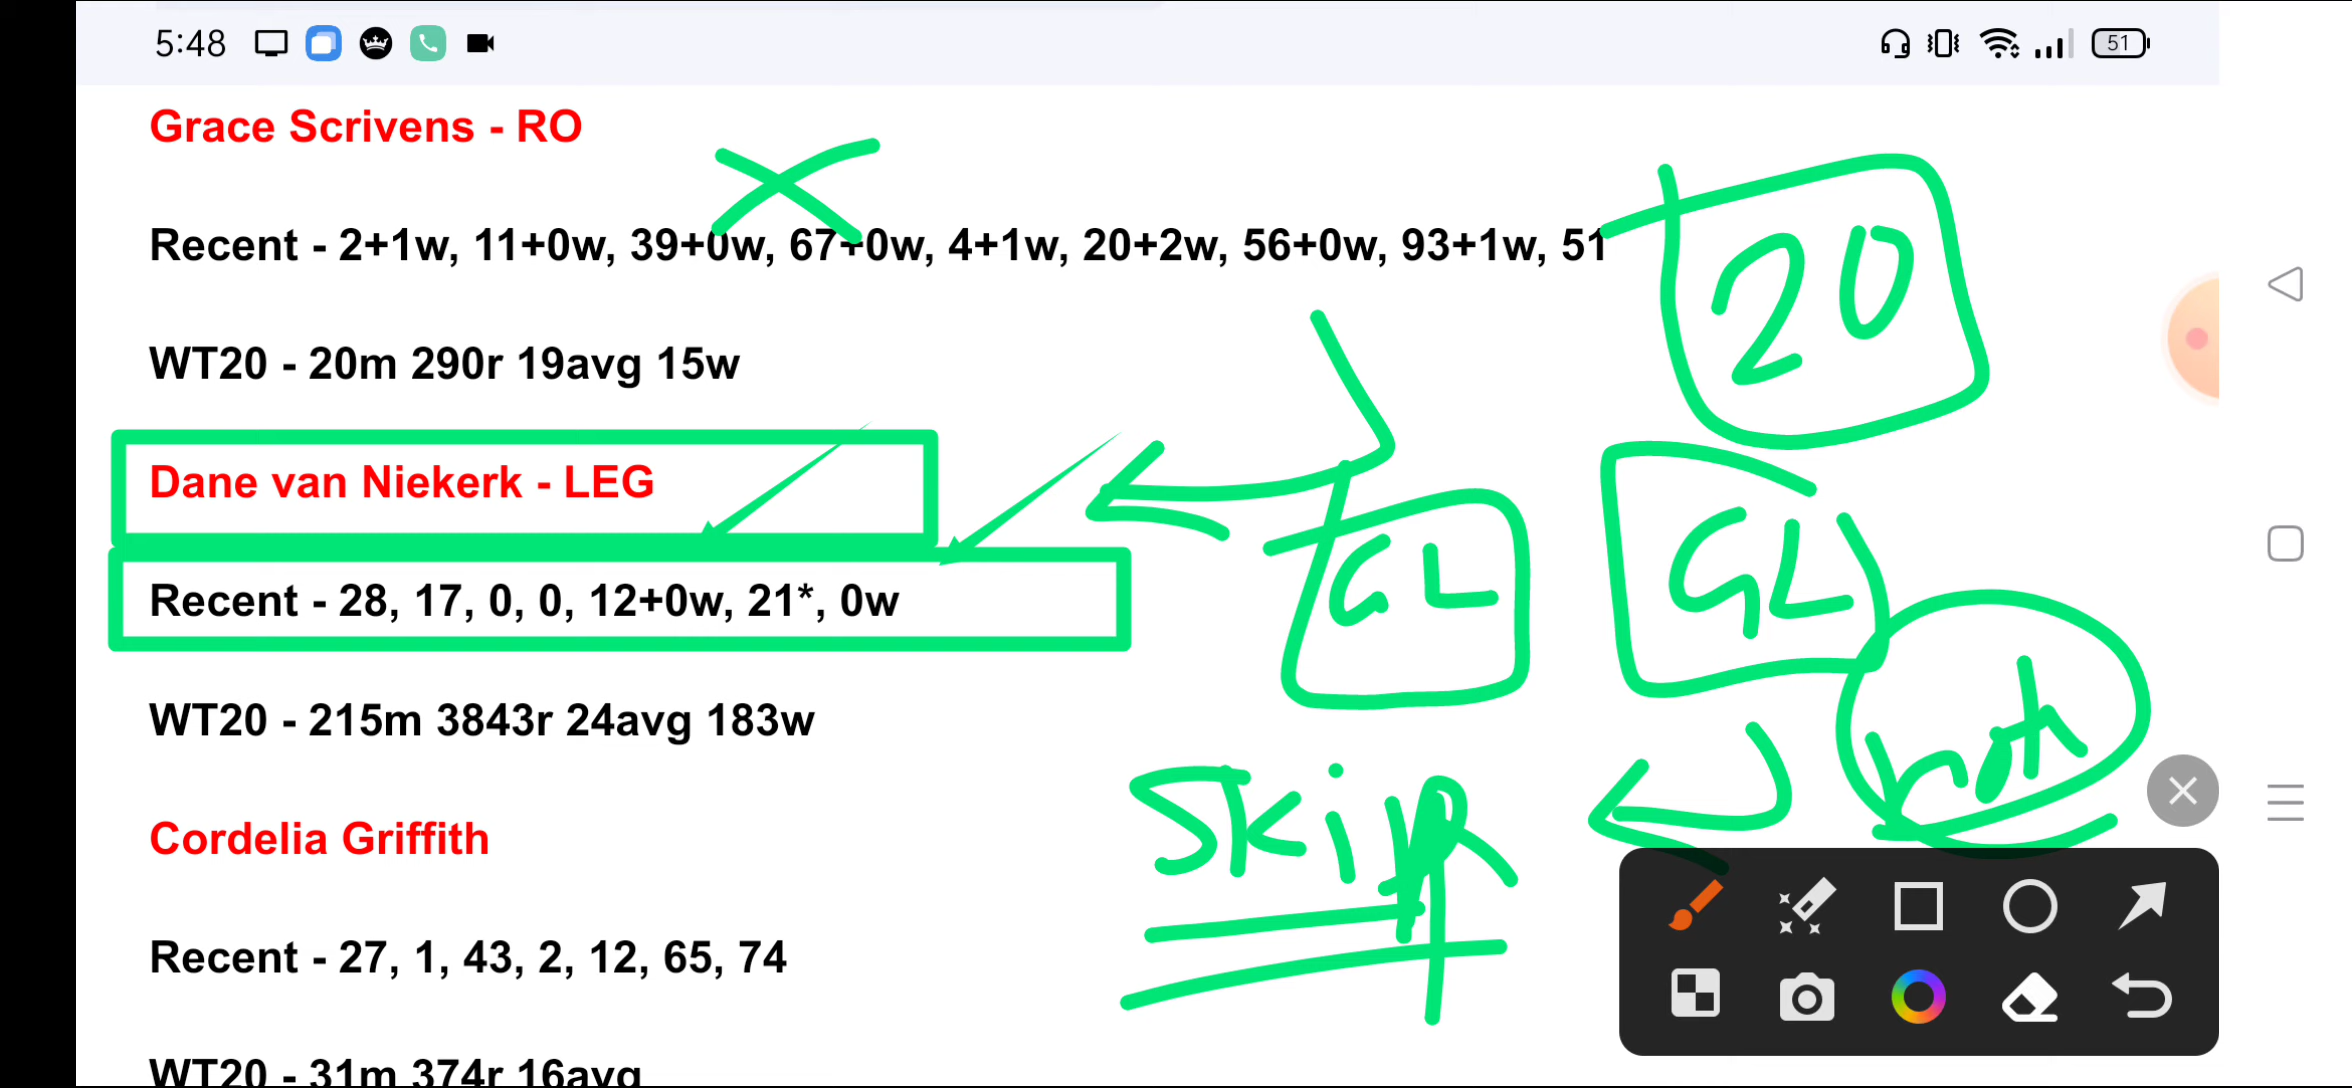 5:48 51
Grace Scrivens - RO
Recent - 2+1w, 11+0w, 39+0w, 67+0w, 4+1w, 20+2w, 56+0w, 93+1w, 51
20
WT20 - 20m 290r 19avg 15w
Dane van Niekerk - LEG
GL GL
Recent - 28, 17, 0, 0, 12+0w, 21*, 0w
WT20 - 215m 3843r 24avg 183w
Skip
Cordelia Griffith
Recent - 27, 1, 43, 2, 12, 65, 74
WT20 - 31m 374r 16avg